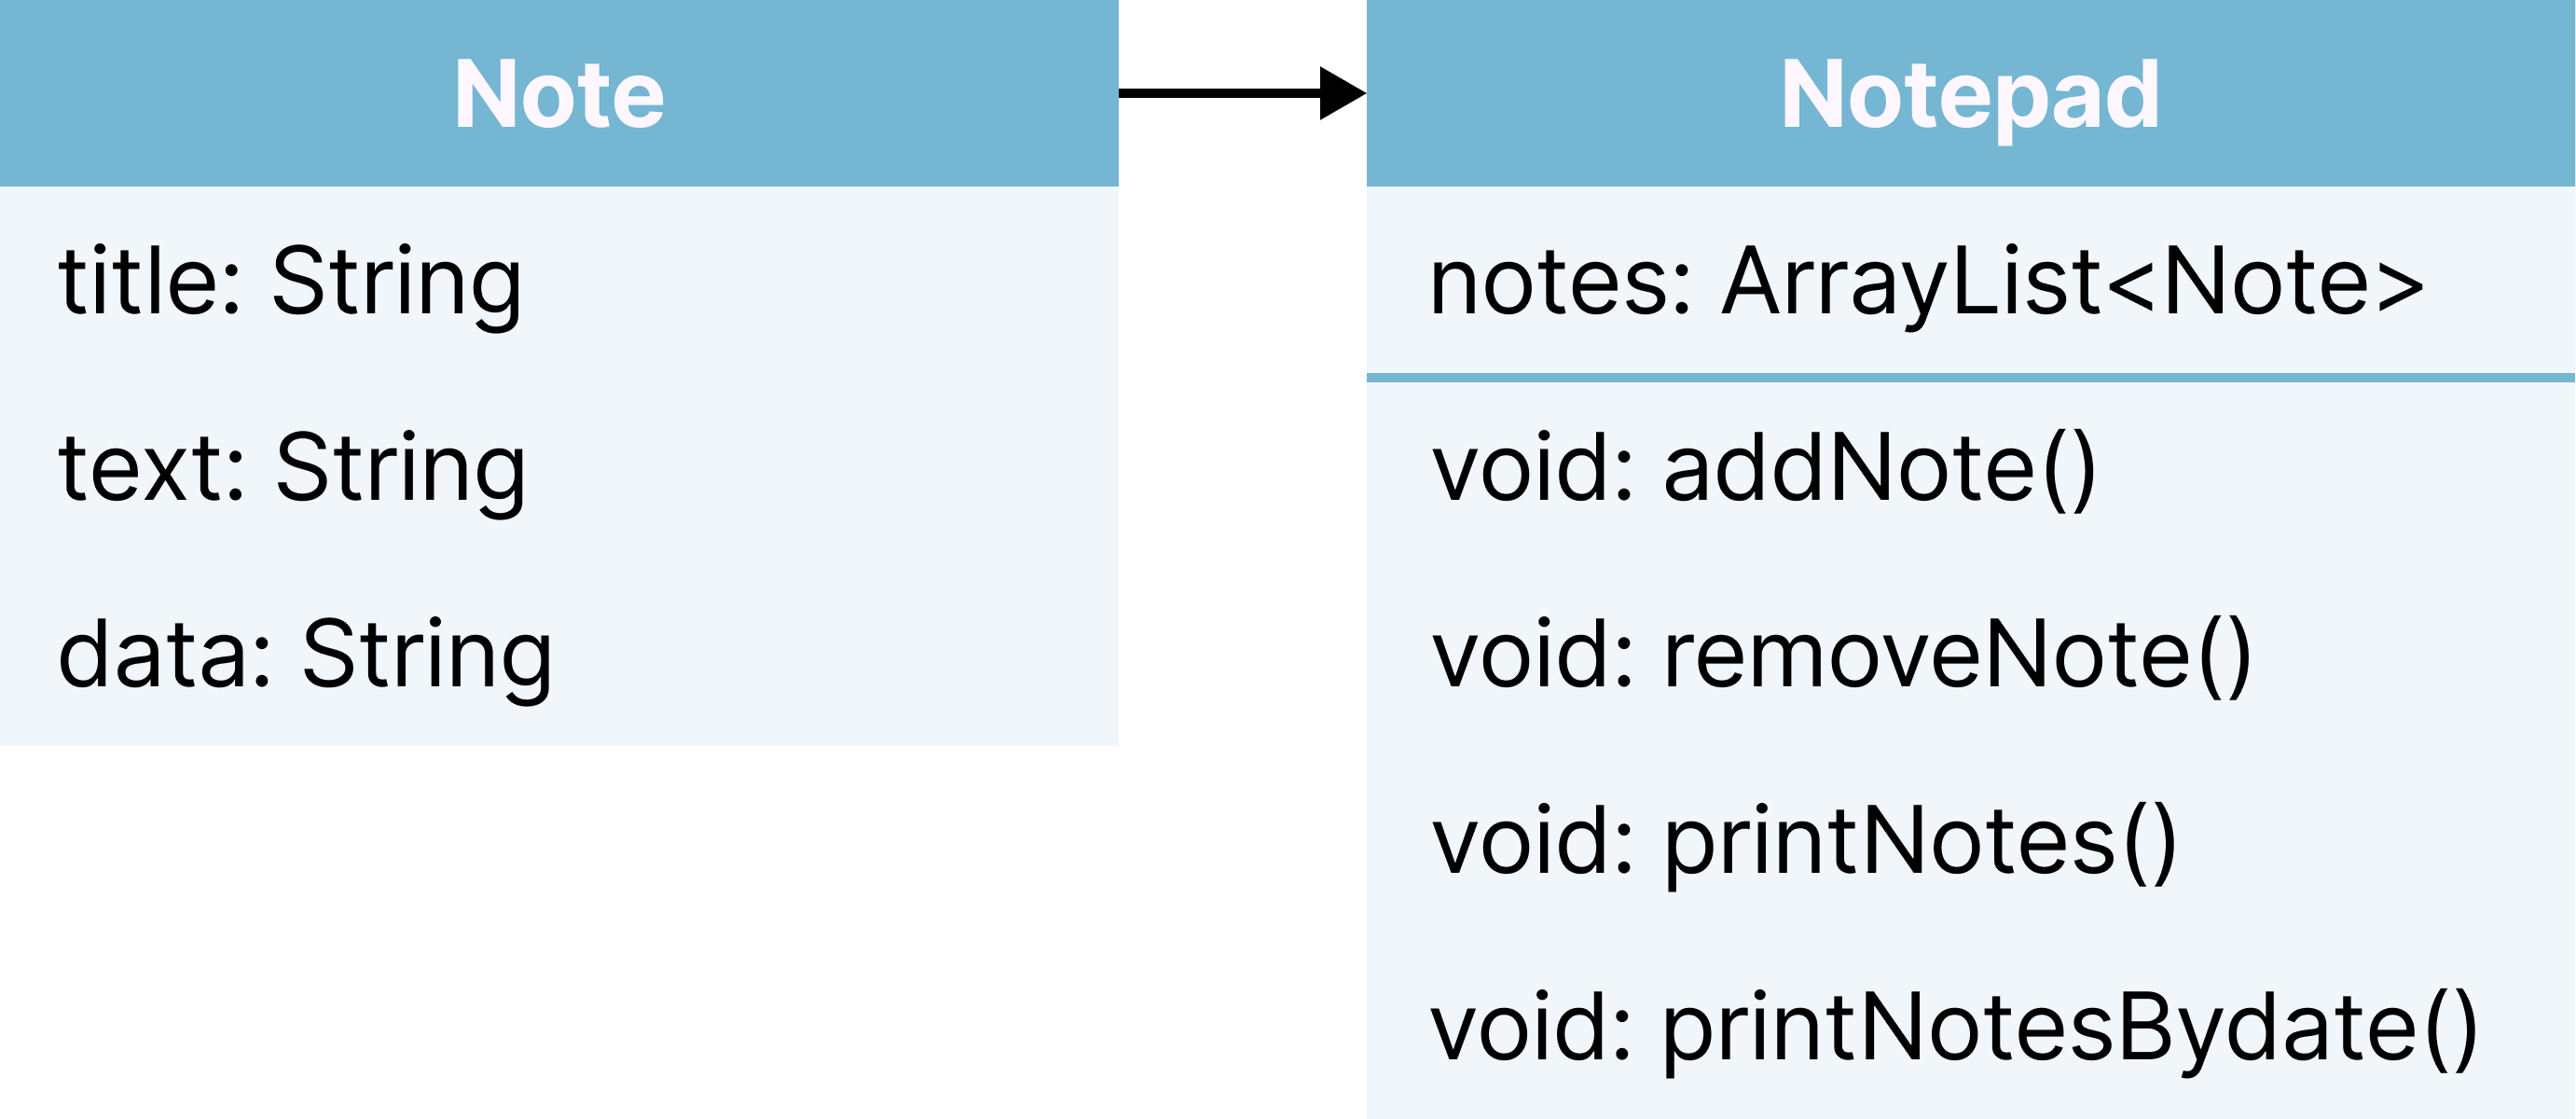 Note
title: String
text: String
data: String
Notepad
notes: ArrayList<Note>
void: addNote()
void: removeNote()
void: printNotes()
void: printNotesBydate()